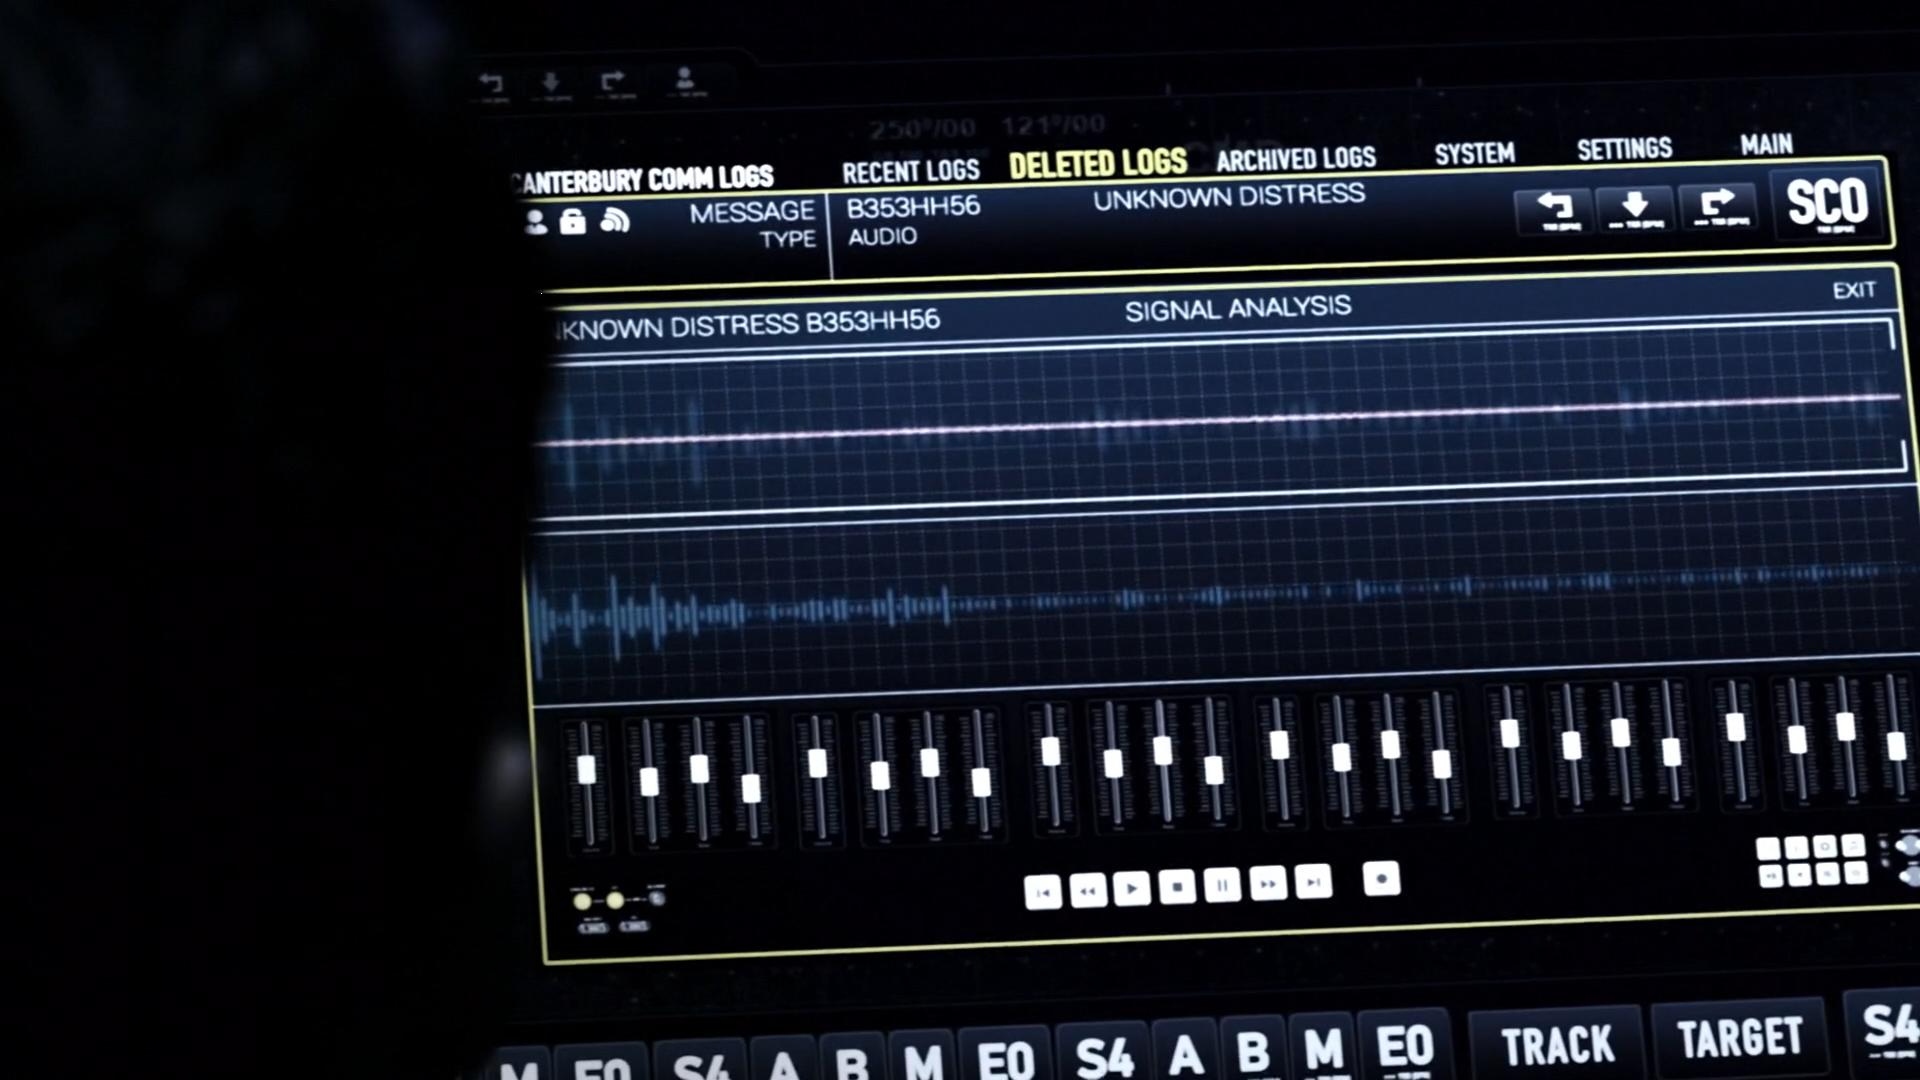 250°/00 121°/00
CANTERBURY COMM LOGS RECENT LOGS DELETED LOGS ARCHIVED LOGS SYSTEM SETTINGS MAIN
MESSAGE B353HH56 UNKNOWN DISTRESS SCO
TYPE AUDIO
NKNOWN DISTRESS B353HH56 SIGNAL ANALYSIS EXIT
M EO S4 A B M EO S4 A B M EO TRACK TARGET S4